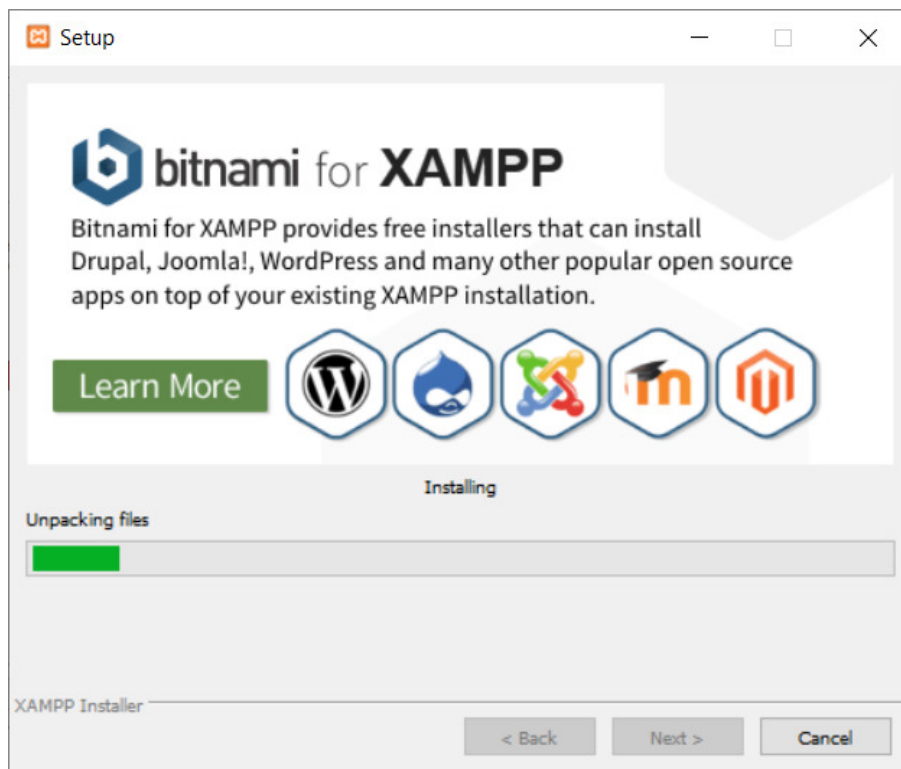 Setup
bitnami for XAMPP
Bitnami for XAMPP provides free installers that can install
Drupal, Joomla!, WordPress and many other popular open source
apps on top of your existing XAMPP installation.
Learn More
Installing
Unpacking files
XAMPP Installer
< Back Next > Cancel